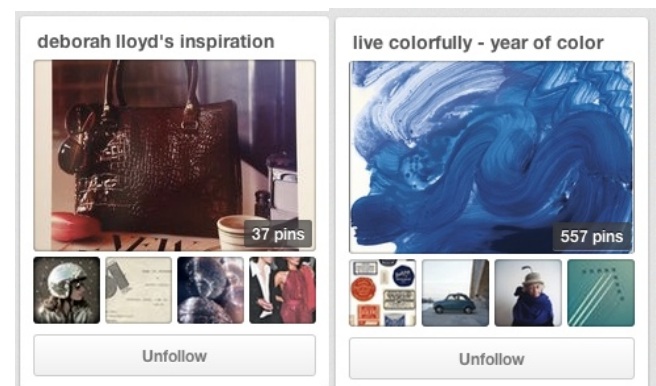 deborah lloyd's inspiration
37 pins
Unfollow
live colorfully - year of color
557 pins
Unfollow